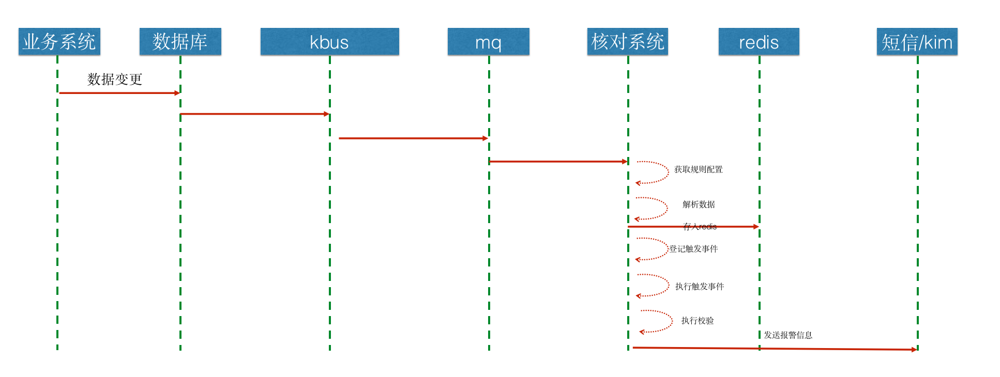 业务系统
数据库
kbus
mq
核对系统
redis
短信/kim
数据变更
获取规则配置
解析数据
存入redis
登记触发事件
执行触发事件
执行校验
发送报警信息